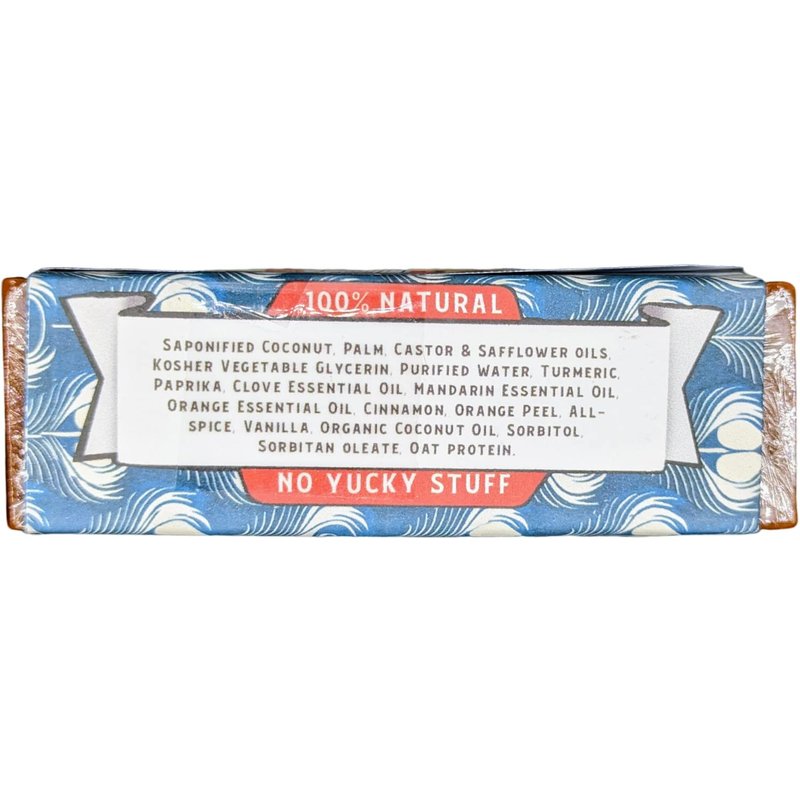 100% NATURAL
SAPONIFIED COCONUT, PALM, CASTOR & SAFFLOWER OILS,
KOSHER VEGETABLE GLYCERIN, PURIFIED WATER, TURMERIC,
PAPRIKA, CLOVE ESSENTIAL OIL, MANDARIN ESSENTIAL OIL,
ORANGE ESSENTIAL OIL, CINNAMON, ORANGE PEEL, ALL-
SPICE, VANILLA, ORGANIC COCONUT OIL, SORBITOL,
SORBITAN OLEATE, OAT PROTEIN.
NO YUCKY STUFF